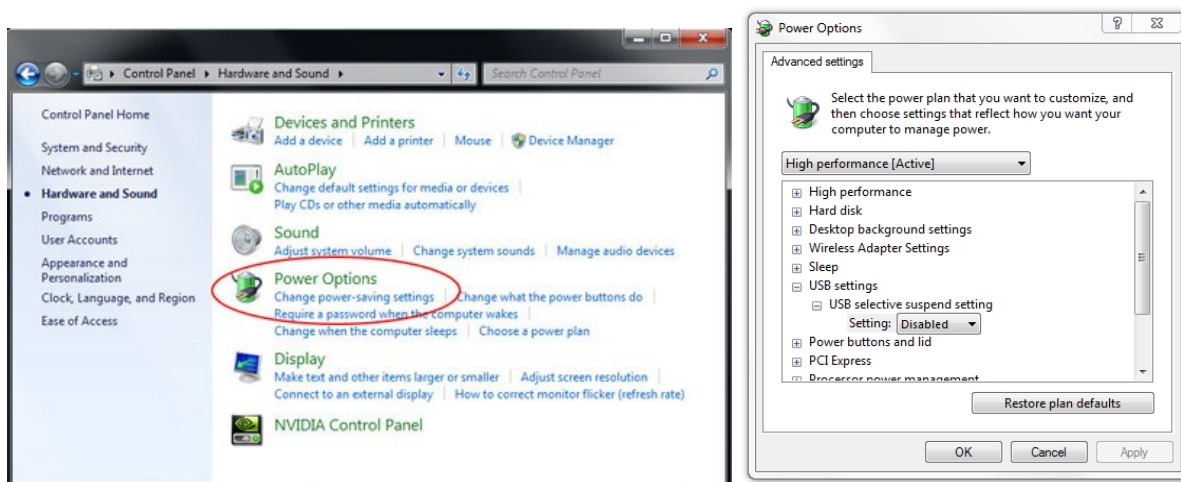 Control Panel Hardware and Sound Search Control Panel
Control Panel Home
System and Security
Network and Internet
Hardware and Sound
Programs
User Accounts
Appearance and
Personalization
Clock, Language, and Region
Ease of Access
Devices and Printers
Add a device Add a printer Mouse Device Manager
AutoPlay
Change default settings for media or devices
Play CDs or other media automatically
Sound
Adjust system volume Change system sounds Manage audio devices
Power Options
Change power-saving settings Change what the power buttons do
Require a password when the computer wakes
Change when the computer sleeps Choose a power plan
Display
Make text and other items larger or smaller Adjust screen resolution
Connect to an external display How to correct monitor flicker (refresh rate)
NVIDIA Control Panel
Power Options
Advanced settings
Select the power plan that you want to customize, and
then choose settings that reflect how you want your
computer to manage power.
High performance [Active]
High performance
Hard disk
Desktop background settings
Wireless Adapter Settings
Sleep
USB settings
USB selective suspend setting
Setting: Disabled
Power buttons and lid
PCI Express
Processor power management
Restore plan defaults
OK Cancel Apply